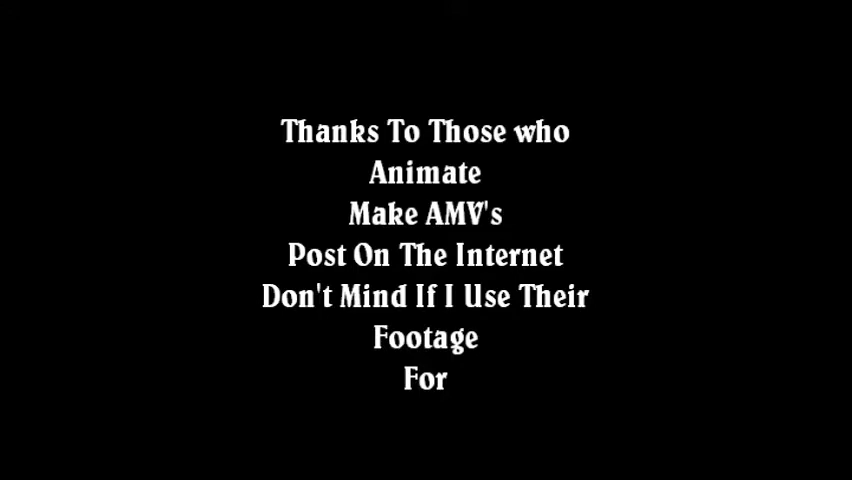 Thanks To Those who
Animate
Make AMV's
Post On The Internet
Don't Mind If I Use Their
Footage
For